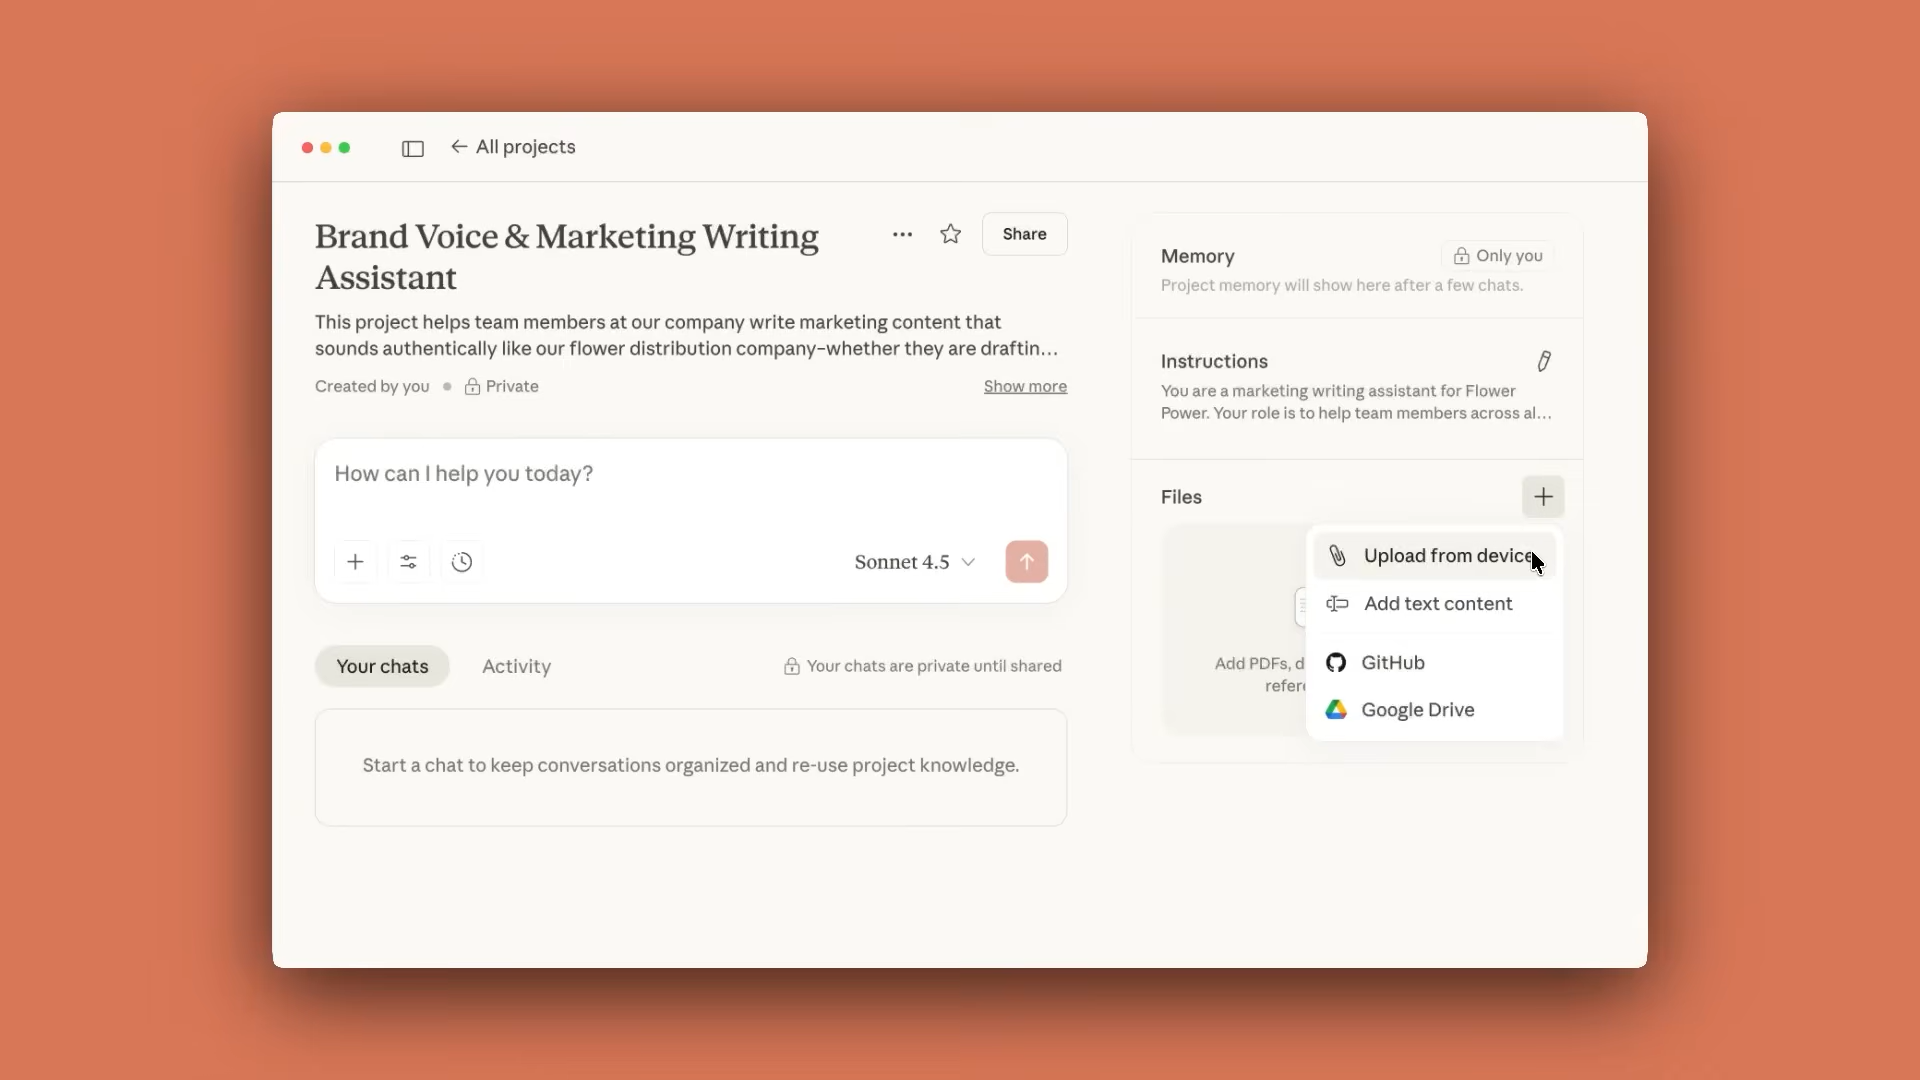 ← All projects
Brand Voice & Marketing Writing
Assistant
Share
This project helps team members at our company write marketing content that
sounds authentically like our flower distribution company–whether they are draftin...
Created by you
Private
Show more
How can I help you today?
Sonnet 4.5
Your chats
Activity
Your chats are private until shared
Start a chat to keep conversations organized and re-use project knowledge.
Memory
Only you
Project memory will show here after a few chats.
Instructions
You are a marketing writing assistant for Flower
Power. Your role is to help team members across al...
Files
Upload from device
Add text content
GitHub
Google Drive
Add PDFs,